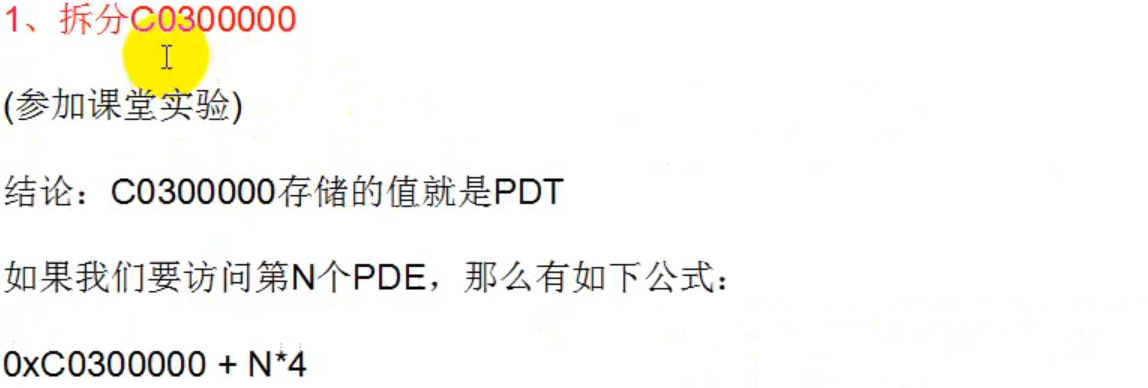 1、拆分C0300000
(参加课堂实验)
结论：C0300000存储的值就是PDT
如果我们要访问第N个PDE，那么有如下公式：
0xC0300000 + N*4